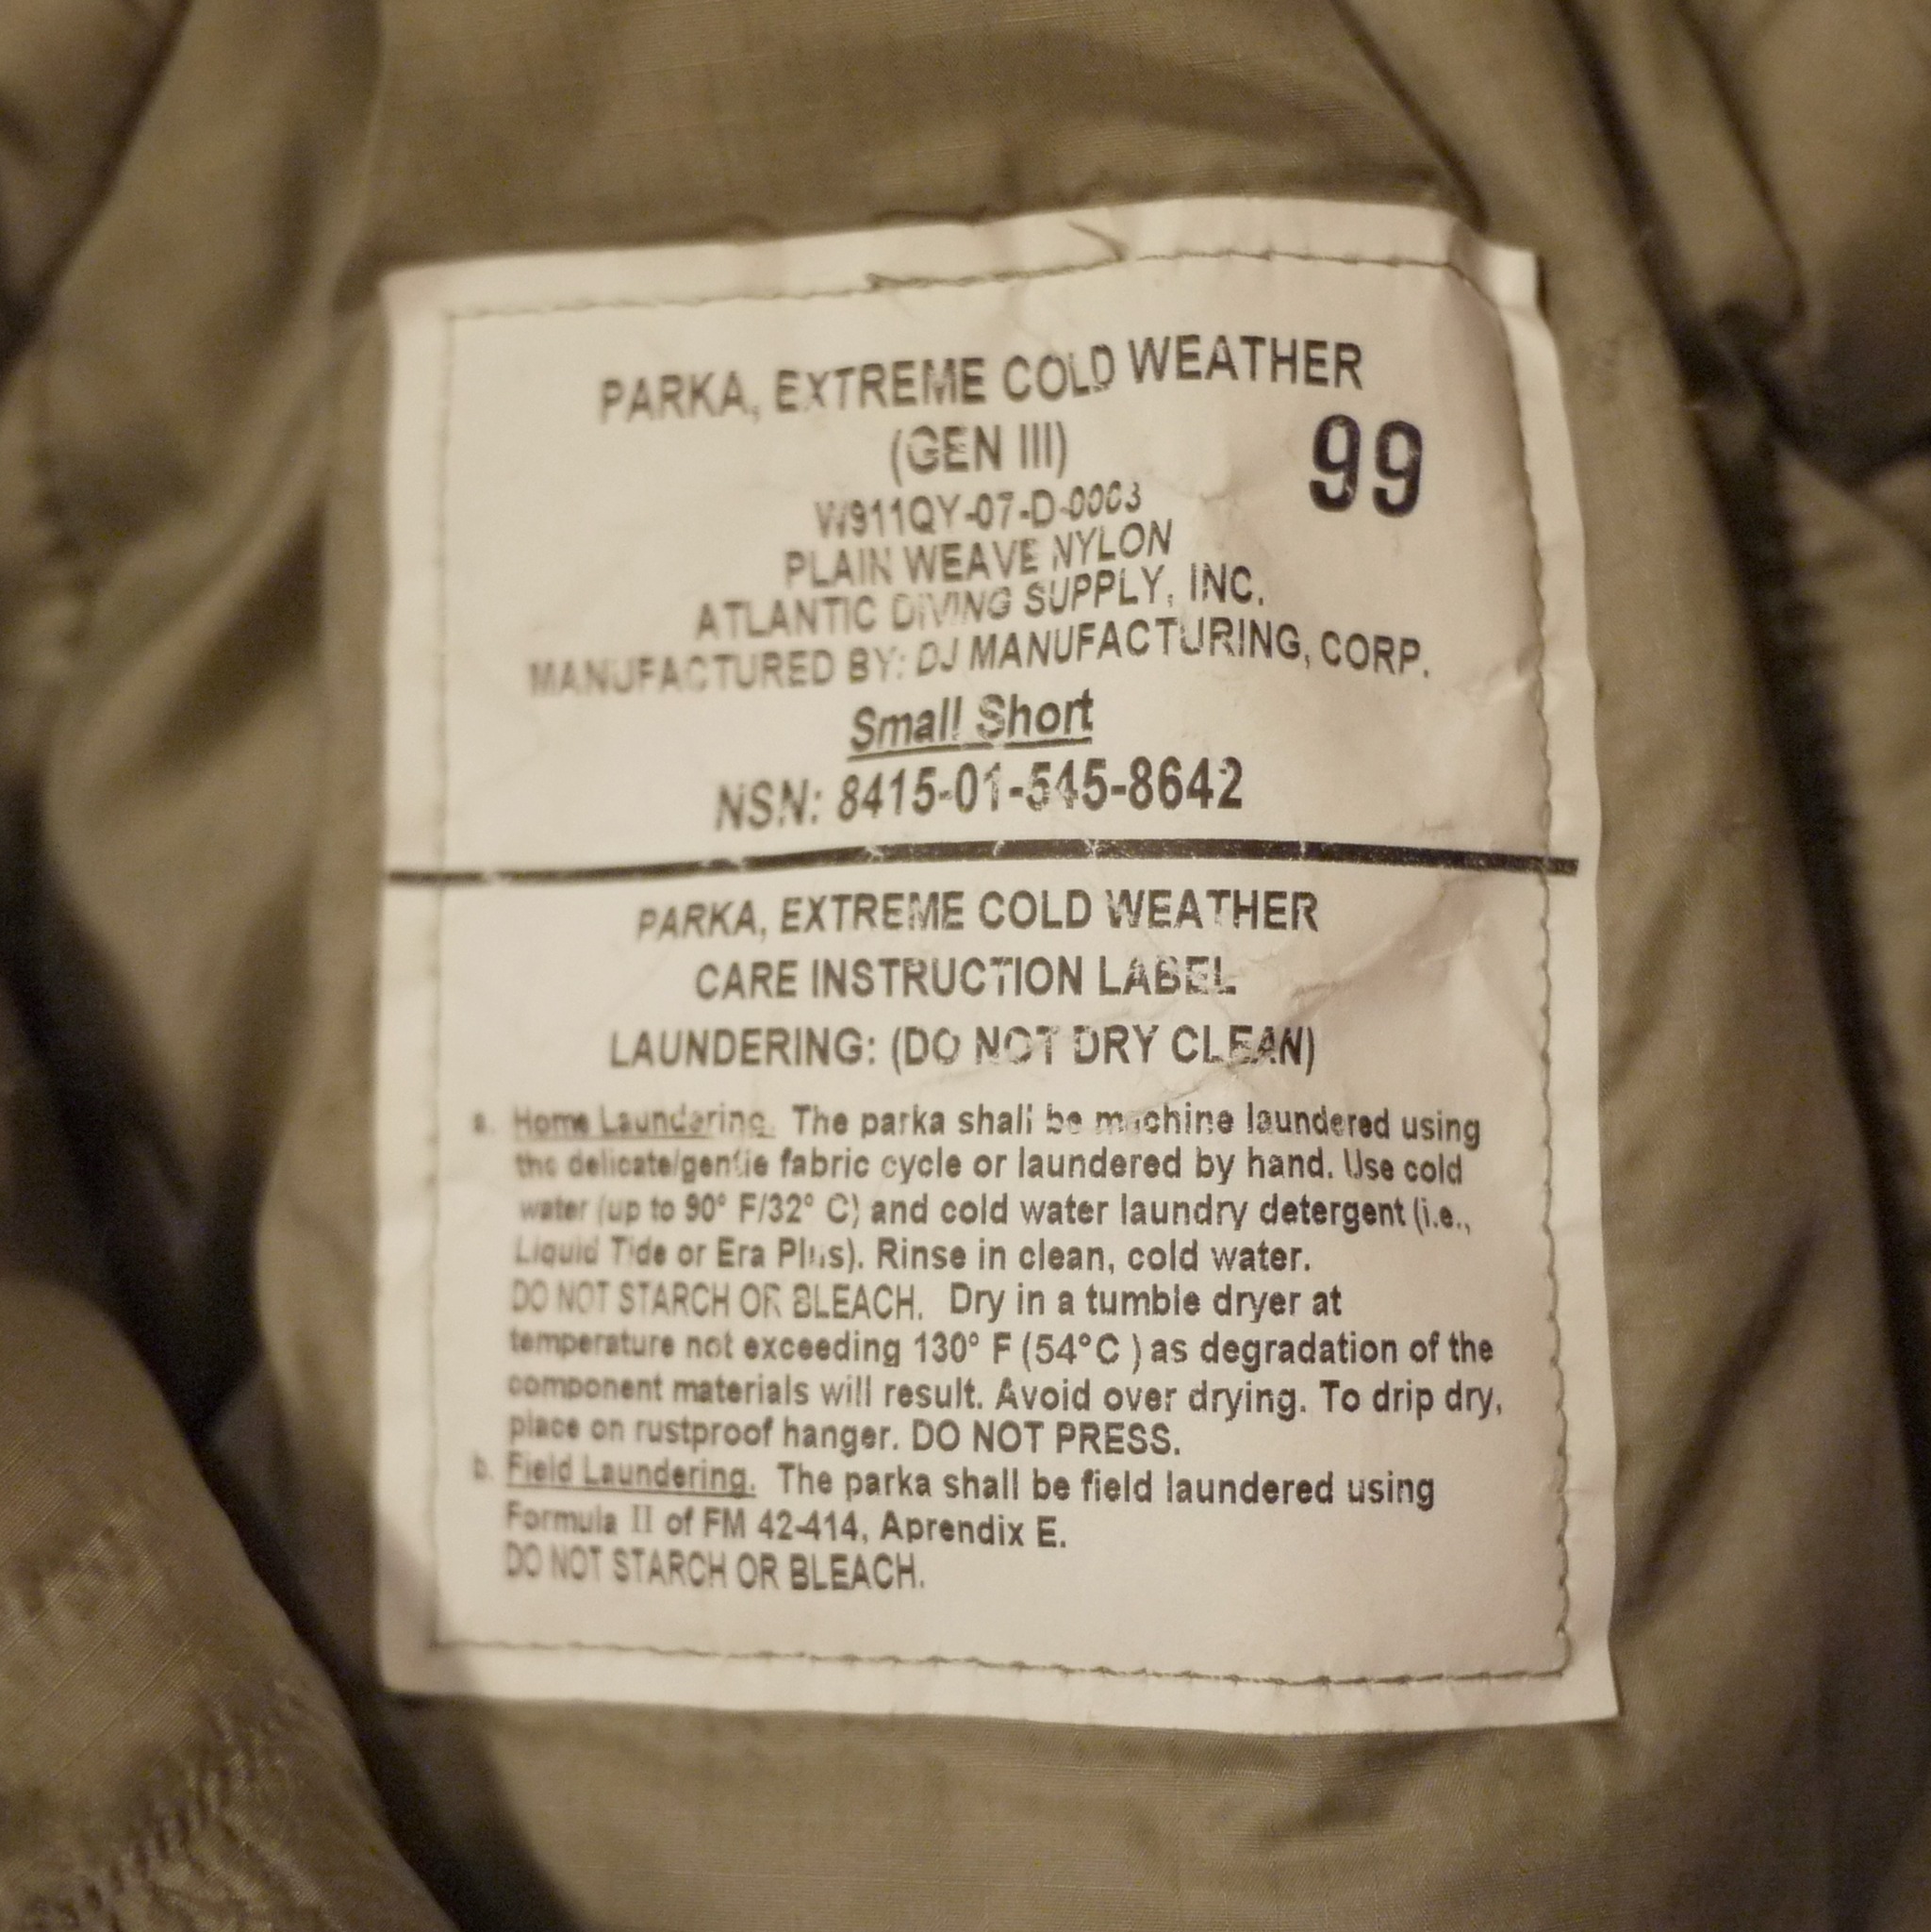 PARKA, EXTREME COLD WEATHER
(GEN III)
99
W911QY-07-D-0003
PLAIN WEAVE NYLON
ATLANTIC DIVING SUPPLY, INC.
MANUFACTURED BY: DJ MANUFACTURING, CORP.
Small Short
NSN: 8415-01-545-8642
PARKA, EXTREME COLD WEATHER
CARE INSTRUCTION LABEL
LAUNDERING: (DO NOT DRY CLEAN)
a. Home Laundering. The parka shall be machine laundered using
the delicate/gentle fabric cycle or laundered by hand. Use cold
water (up to 90° F/32° C) and cold water laundry detergent (i.e.,
Liquid Tide or Era Plus). Rinse in clean, cold water.
DO NOT STARCH OR BLEACH. Dry in a tumble dryer at
temperature not exceeding 130° F (54°C ) as degradation of the
component materials will result. Avoid over drying. To drip dry,
place on rustproof hanger. DO NOT PRESS.
b. Field Laundering. The parka shall be field laundered using
Formula II of FM 42-414, Appendix E.
DO NOT STARCH OR BLEACH.